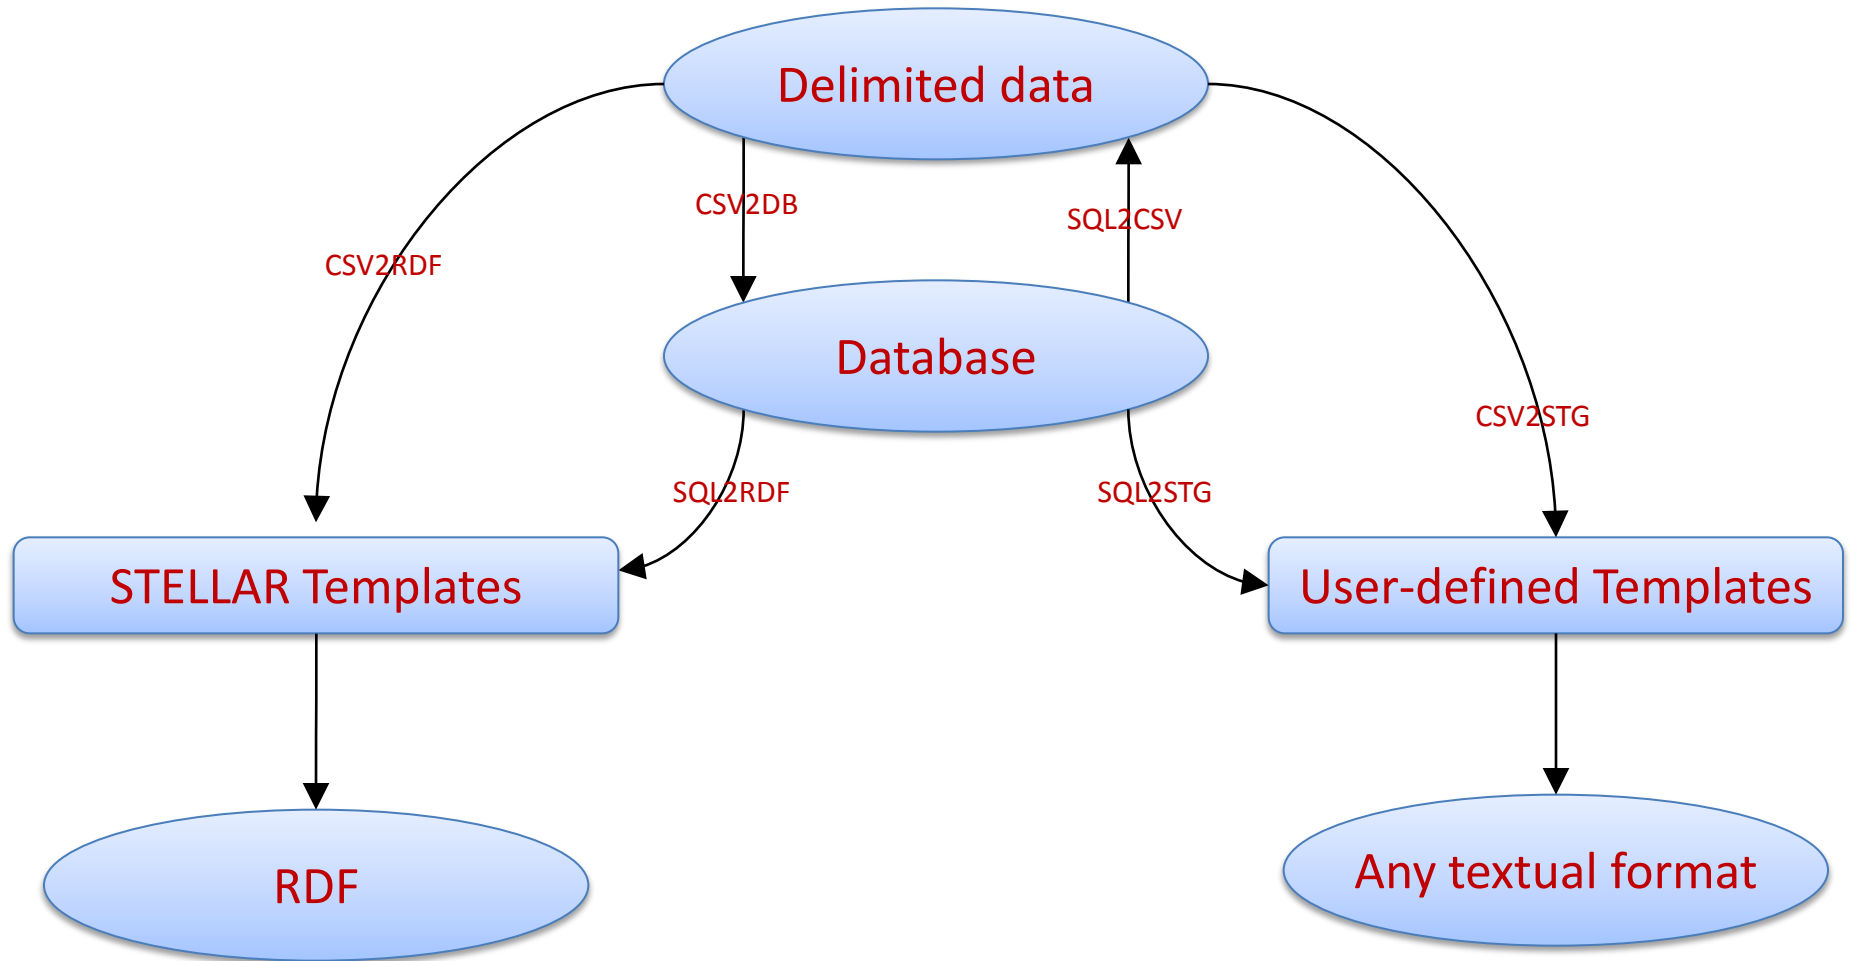 Delimited data
CSV2DB
SQL2CSV
CSV2RDF
Database
CSV2STG
SQL2RDF
SQL2STG
STELLAR Templates
User-defined Templates
RDF
Any textual format